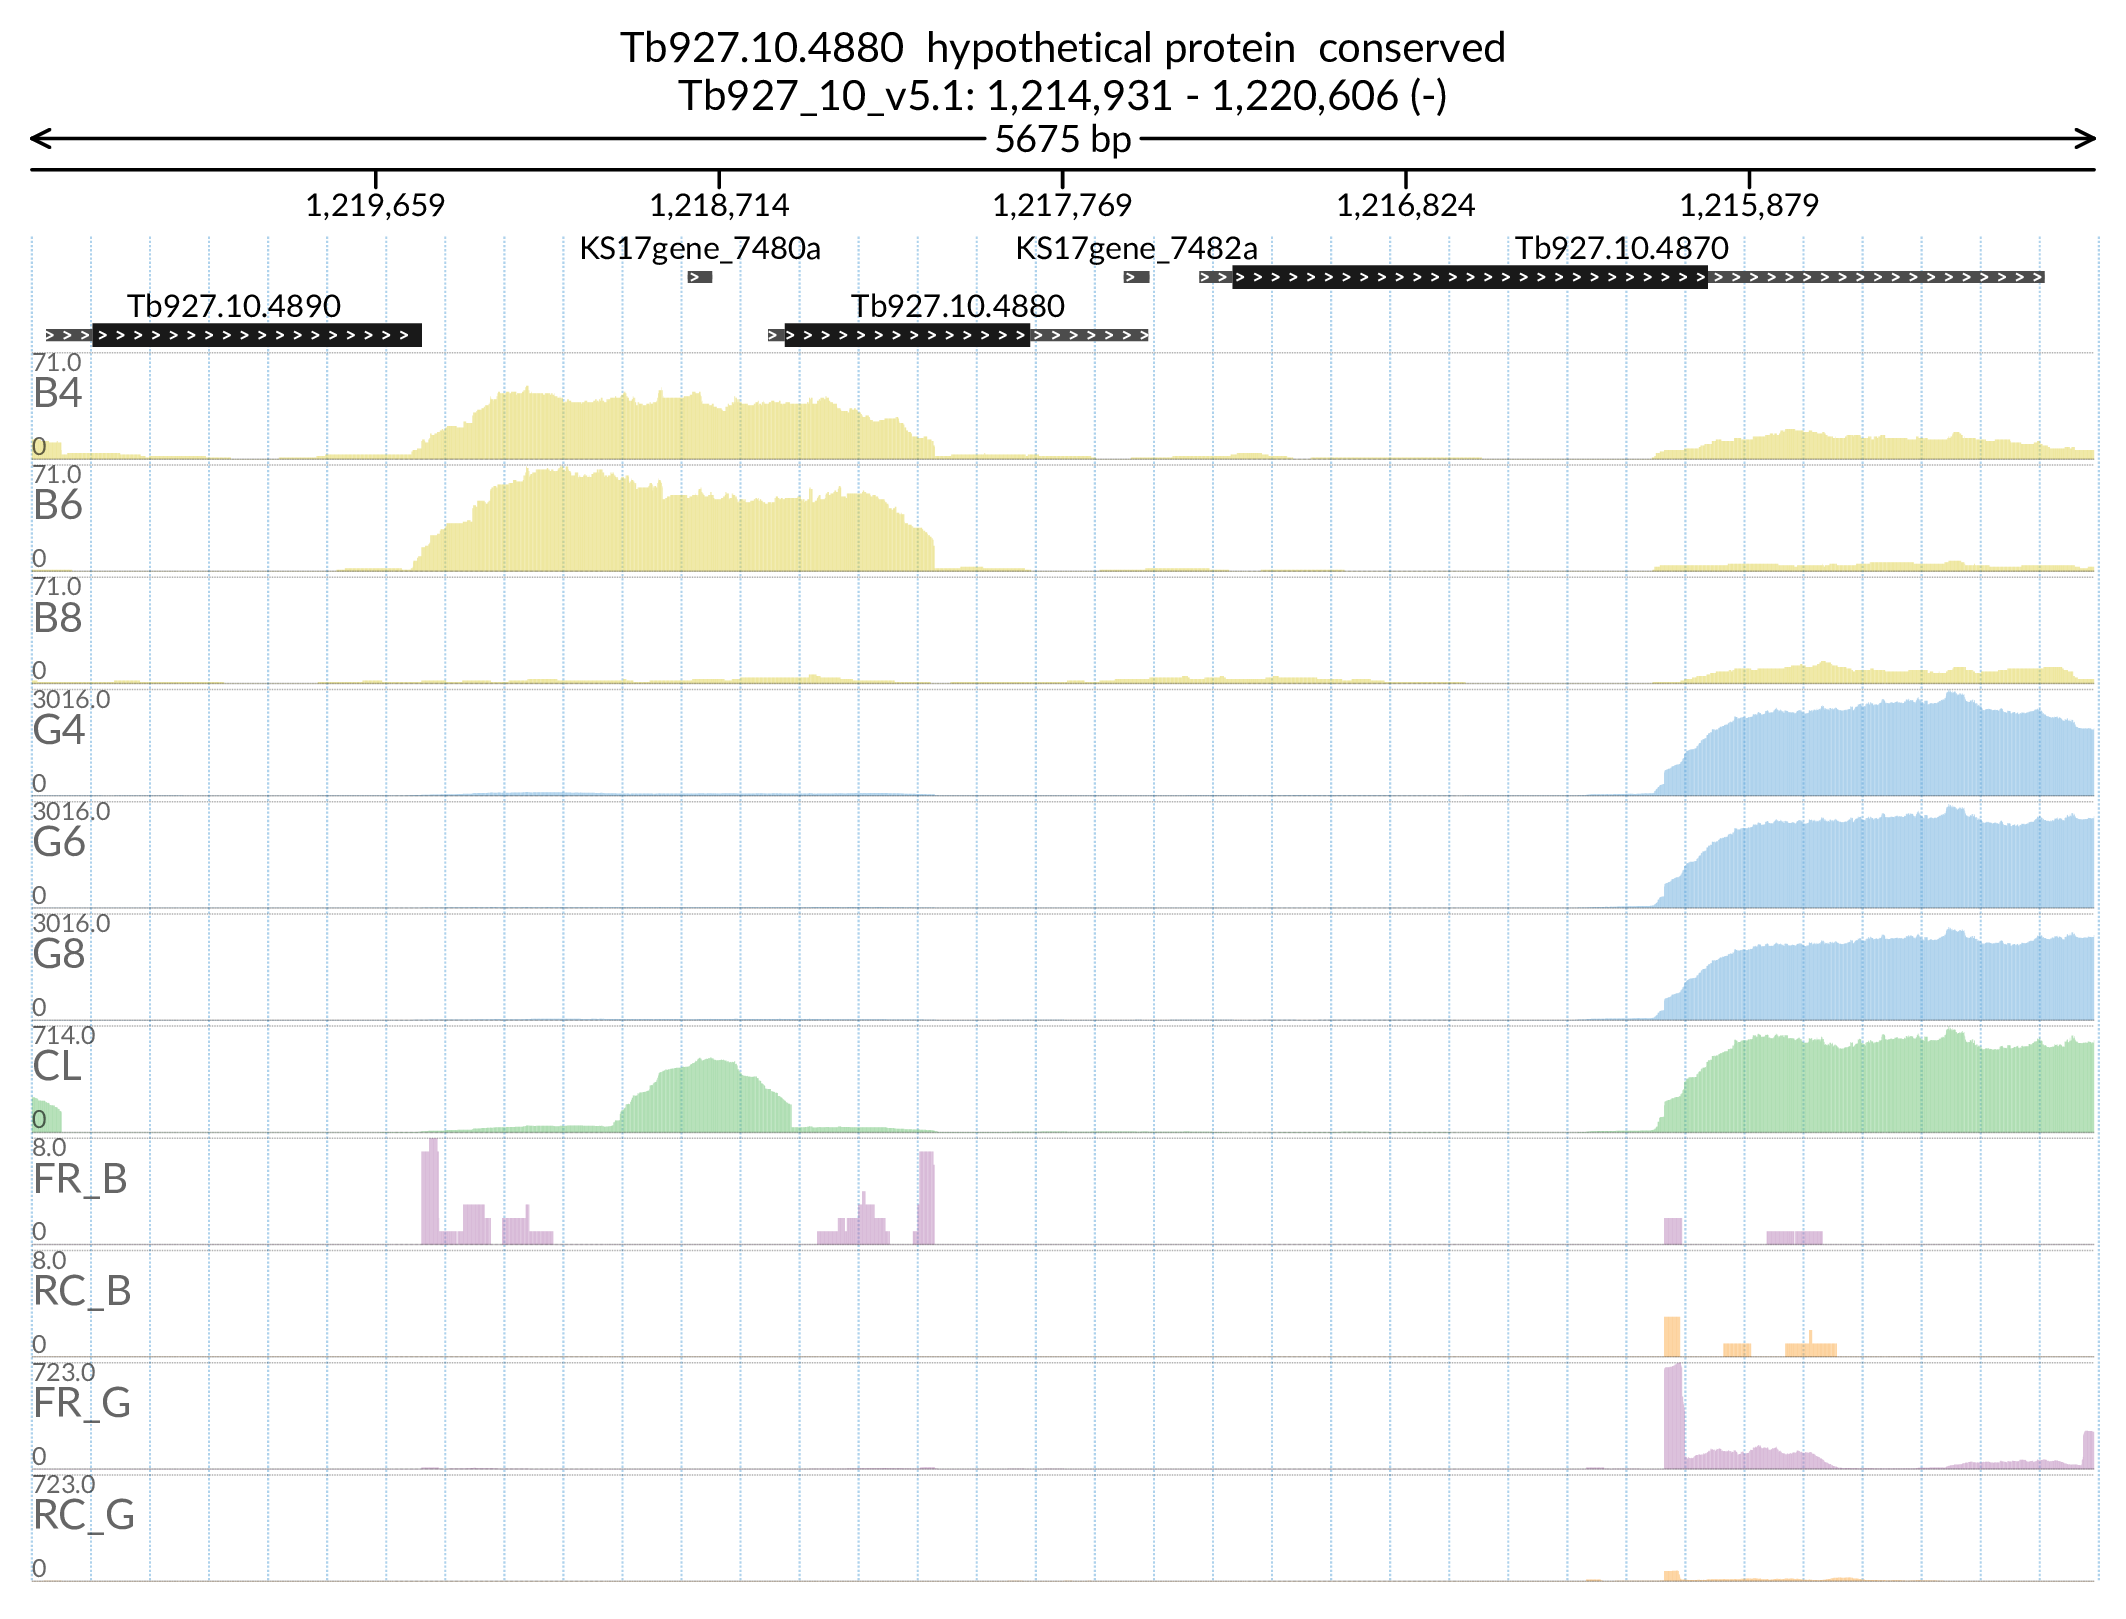 Tb927.10.4880  hypothetical protein  conserved
Tb927_10_v5.1: 1,214,931 - 1,220,606 (-)
5675 bp
1,219,659 1,218,714 1,217,769 1,216,824 1,215,879
KS17gene_7480a KS17gene_7482a Tb927.10.4870
Tb927.10.4890 Tb927.10.4880
71.0
B4
0
71.0
B6
0
71.0
B8
0
3016.0
G4
0
3016.0
G6
0
3016.0
G8
0
714.0
CL
0
8.0
FR_B
0
8.0
RC_B
0
723.0
FR_G
0
723.0
RC_G
0